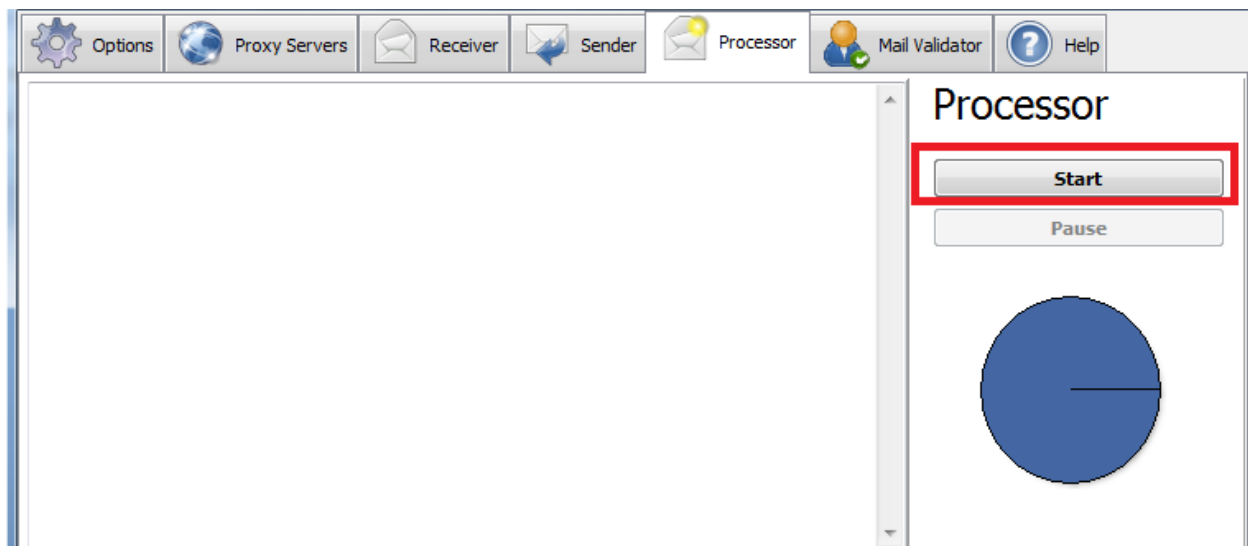 Options Proxy Servers Receiver Sender Processor Mail Validator Help
Processor
Start
Pause